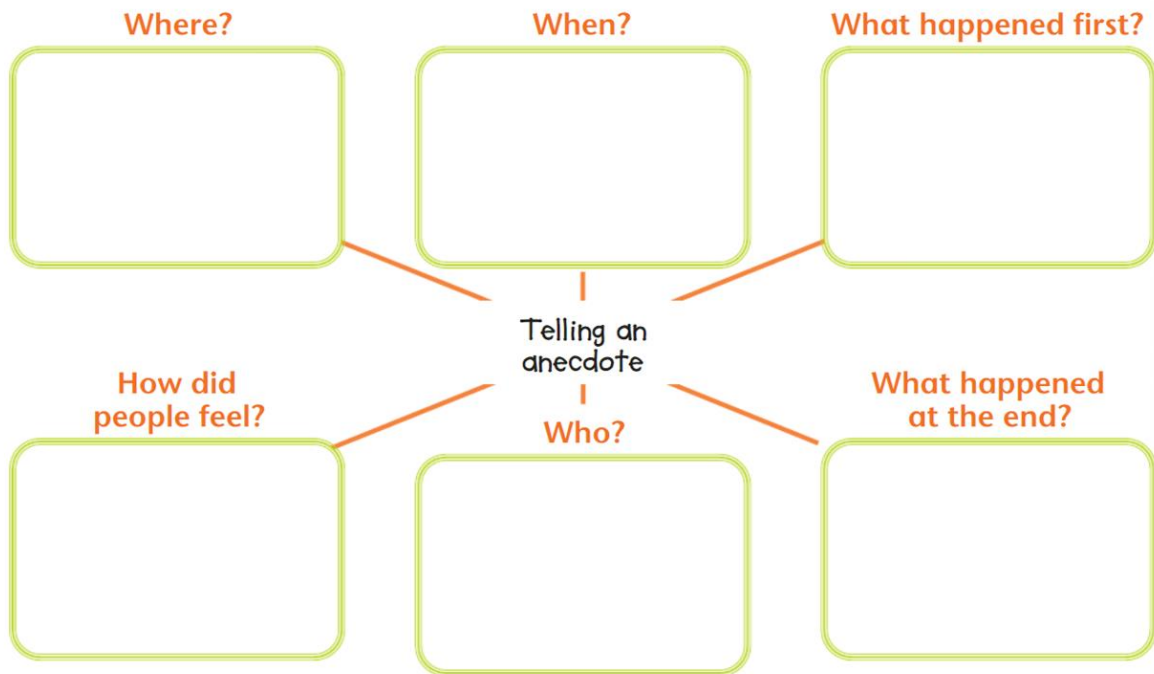 Where?
When?
What happened first?
Telling an
anecdote
How did
people feel?
Who?
What happened
at the end?